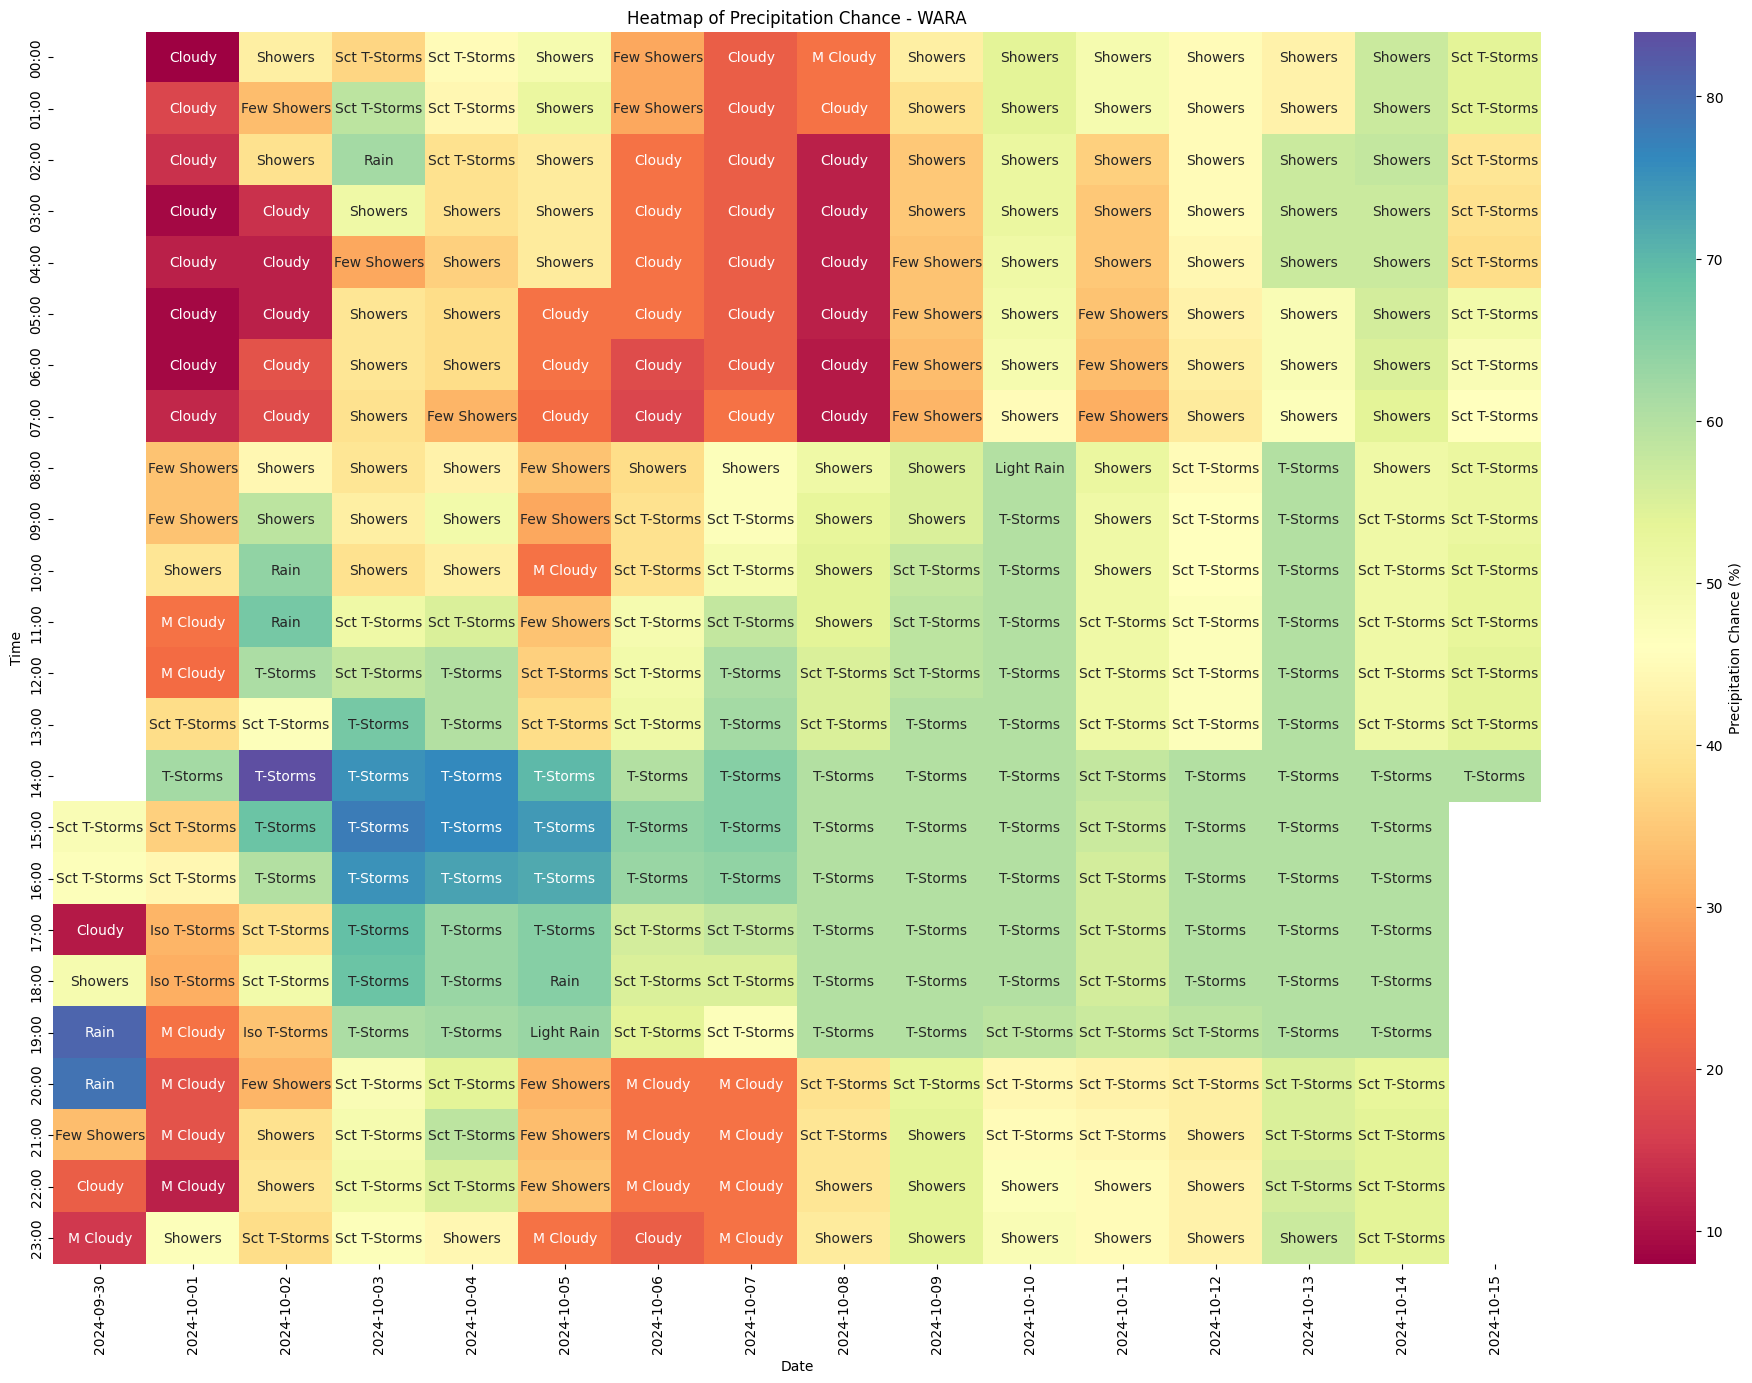 Heatmap of Precipitation Chance - WARA
00:00 Cloudy Showers Sct T-Storms Sct T-Storms Showers Few Showers Cloudy M Cloudy Showers Showers Showers Showers Showers Showers Sct T-Storms
01:00 Cloudy Few Showers Sct T-Storms Sct T-Storms Showers Few Showers Cloudy Cloudy Showers Showers Showers Showers Showers Showers Sct T-Storms
02:00 Cloudy Showers Rain Sct T-Storms Showers Cloudy Cloudy Cloudy Showers Showers Showers Showers Showers Showers Sct T-Storms
03:00 Cloudy Cloudy Showers Showers Showers Cloudy Cloudy Cloudy Showers Showers Showers Showers Showers Showers Sct T-Storms
04:00 Cloudy Cloudy Few Showers Showers Showers Cloudy Cloudy Cloudy Few Showers Showers Showers Showers Showers Showers Sct T-Storms
05:00 Cloudy Cloudy Showers Showers Cloudy Cloudy Cloudy Cloudy Few Showers Showers Few Showers Showers Showers Showers Sct T-Storms
06:00 Cloudy Cloudy Showers Showers Cloudy Cloudy Cloudy Cloudy Few Showers Showers Few Showers Showers Showers Showers Sct T-Storms
07:00 Cloudy Cloudy Showers Few Showers Cloudy Cloudy Cloudy Cloudy Few Showers Showers Few Showers Showers Showers Showers Sct T-Storms
08:00 Few Showers Showers Showers Showers Few Showers Showers Showers Showers Showers Light Rain Showers Sct T-Storms T-Storms Showers Sct T-Storms
09:00 Few Showers Showers Showers Showers Few Showers Sct T-Storms Sct T-Storms Showers Showers T-Storms Showers Sct T-Storms T-Storms Sct T-Storms Sct T-Storms
10:00 Showers Rain Showers Showers M Cloudy Sct T-Storms Sct T-Storms Showers Sct T-Storms T-Storms Showers Sct T-Storms T-Storms Sct T-Storms Sct T-Storms
11:00 M Cloudy Rain Sct T-Storms Sct T-Storms Few Showers Sct T-Storms Sct T-Storms Showers Sct T-Storms T-Storms Sct T-Storms Sct T-Storms T-Storms Sct T-Storms Sct T-Storms
12:00 M Cloudy T-Storms Sct T-Storms T-Storms Sct T-Storms Sct T-Storms T-Storms Sct T-Storms Sct T-Storms T-Storms Sct T-Storms Sct T-Storms T-Storms Sct T-Storms Sct T-Storms
13:00 Sct T-Storms Sct T-Storms T-Storms T-Storms Sct T-Storms Sct T-Storms T-Storms Sct T-Storms T-Storms T-Storms Sct T-Storms Sct T-Storms T-Storms Sct T-Storms Sct T-Storms
14:00 T-Storms T-Storms T-Storms T-Storms T-Storms T-Storms T-Storms T-Storms T-Storms T-Storms Sct T-Storms T-Storms T-Storms T-Storms T-Storms
15:00 Sct T-Storms Sct T-Storms T-Storms T-Storms T-Storms T-Storms T-Storms T-Storms T-Storms T-Storms T-Storms Sct T-Storms T-Storms T-Storms T-Storms
16:00 Sct T-Storms Sct T-Storms T-Storms T-Storms T-Storms T-Storms T-Storms T-Storms T-Storms T-Storms T-Storms Sct T-Storms T-Storms T-Storms T-Storms
17:00 Cloudy Iso T-Storms Sct T-Storms T-Storms T-Storms T-Storms Sct T-Storms Sct T-Storms T-Storms T-Storms T-Storms Sct T-Storms T-Storms T-Storms T-Storms
18:00 Showers Iso T-Storms Sct T-Storms T-Storms T-Storms Rain Sct T-Storms Sct T-Storms T-Storms T-Storms T-Storms Sct T-Storms T-Storms T-Storms T-Storms
19:00 Rain M Cloudy Iso T-Storms T-Storms T-Storms Light Rain Sct T-Storms Sct T-Storms T-Storms T-Storms Sct T-Storms Sct T-Storms Sct T-Storms T-Storms T-Storms
20:00 Rain M Cloudy Few Showers Sct T-Storms Sct T-Storms Few Showers M Cloudy M Cloudy Sct T-Storms Sct T-Storms Sct T-Storms Sct T-Storms Sct T-Storms Sct T-Storms Sct T-Storms
21:00 Few Showers M Cloudy Showers Sct T-Storms Sct T-Storms Few Showers M Cloudy M Cloudy Sct T-Storms Showers Sct T-Storms Sct T-Storms Showers Sct T-Storms Sct T-Storms
22:00 Cloudy M Cloudy Showers Sct T-Storms Sct T-Storms Few Showers M Cloudy M Cloudy Showers Showers Showers Showers Showers Sct T-Storms Sct T-Storms
23:00 M Cloudy Showers Sct T-Storms Sct T-Storms Showers M Cloudy Cloudy M Cloudy Showers Showers Showers Showers Showers Showers Sct T-Storms
2024-09-30 2024-10-01 2024-10-02 2024-10-03 2024-10-04 2024-10-05 2024-10-06 2024-10-07 2024-10-08 2024-10-09 2024-10-10 2024-10-11 2024-10-12 2024-10-13 2024-10-14 2024-10-15
Date
Time
80
70
60
50
40
30
20
10
Precipitation Chance (%)